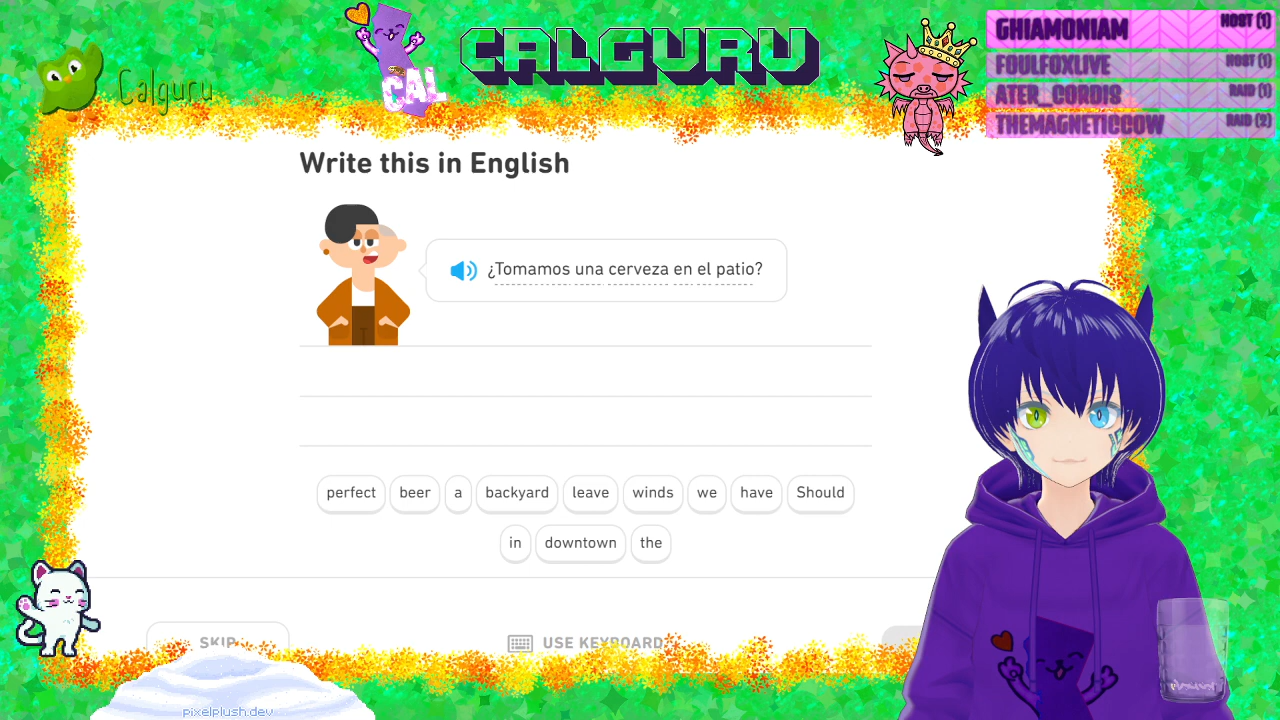 Calguru
CAL
CALGURU
GHIAMONIAM HOST (1)
FOULFOXLIVE HOST (1)
ATER_CORDIS RAID (1)
THEMAGNETICCOW RAID (2)
Write this in English
¿Tomamos una cerveza en el patio?
perfect beer a backyard leave winds we have Should
in downtown the
SKIP USE KEYBOARD
pixelplush.dev